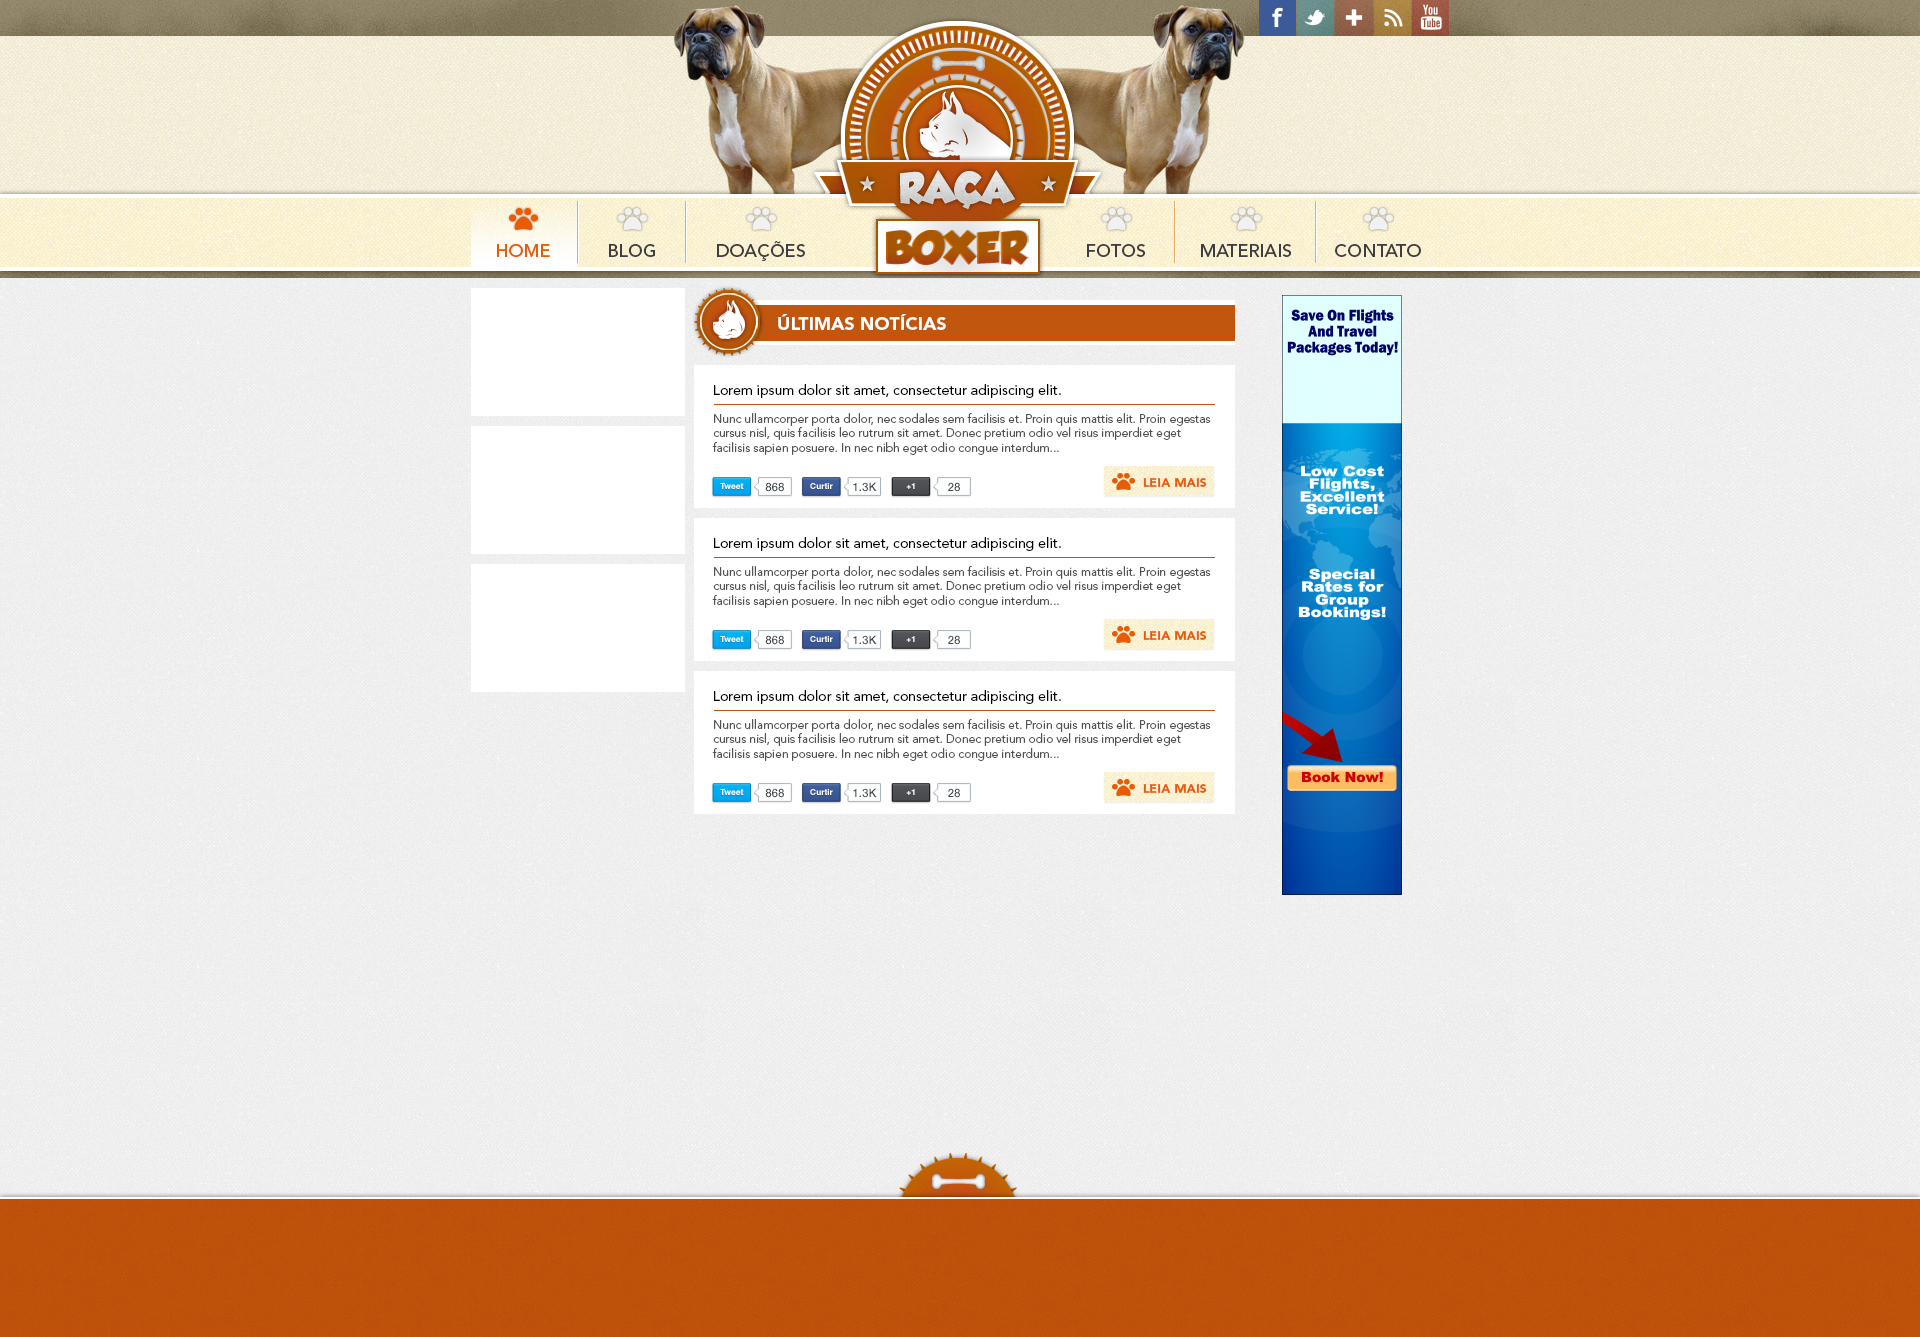 f
You
Tube
RAÇA
BOXER
HOME
BLOG
DOAÇÕES
FOTOS
MATERIAIS
CONTATO
ÚLTIMAS NOTÍCIAS
Lorem ipsum dolor sit amet, consectetur adipiscing elit.
Nunc ullamcorper porta dolor, nec sodales sem facilisis et. Proin quis mattis elit. Proin egestas
cursus nisl, quis facilisis leo rutrum sit amet. Donec pretium odio vel risus imperdiet eget
facilisis sapien posuere. In nec nibh eget odio congue interdum...
Tweet 868 Curtir 1.3K +1 28
LEIA MAIS
Lorem ipsum dolor sit amet, consectetur adipiscing elit.
Nunc ullamcorper porta dolor, nec sodales sem facilisis et. Proin quis mattis elit. Proin egestas
cursus nisl, quis facilisis leo rutrum sit amet. Donec pretium odio vel risus imperdiet eget
facilisis sapien posuere. In nec nibh eget odio congue interdum...
Tweet 868 Curtir 1.3K +1 28
LEIA MAIS
Lorem ipsum dolor sit amet, consectetur adipiscing elit.
Nunc ullamcorper porta dolor, nec sodales sem facilisis et. Proin quis mattis elit. Proin egestas
cursus nisl, quis facilisis leo rutrum sit amet. Donec pretium odio vel risus imperdiet eget
facilisis sapien posuere. In nec nibh eget odio congue interdum...
Tweet 868 Curtir 1.3K +1 28
LEIA MAIS
Save On Flights
And Travel
Packages Today!
Low Cost
Flights,
Excellent
Service!
Special
Rates for
Group
Bookings!
Book Now!